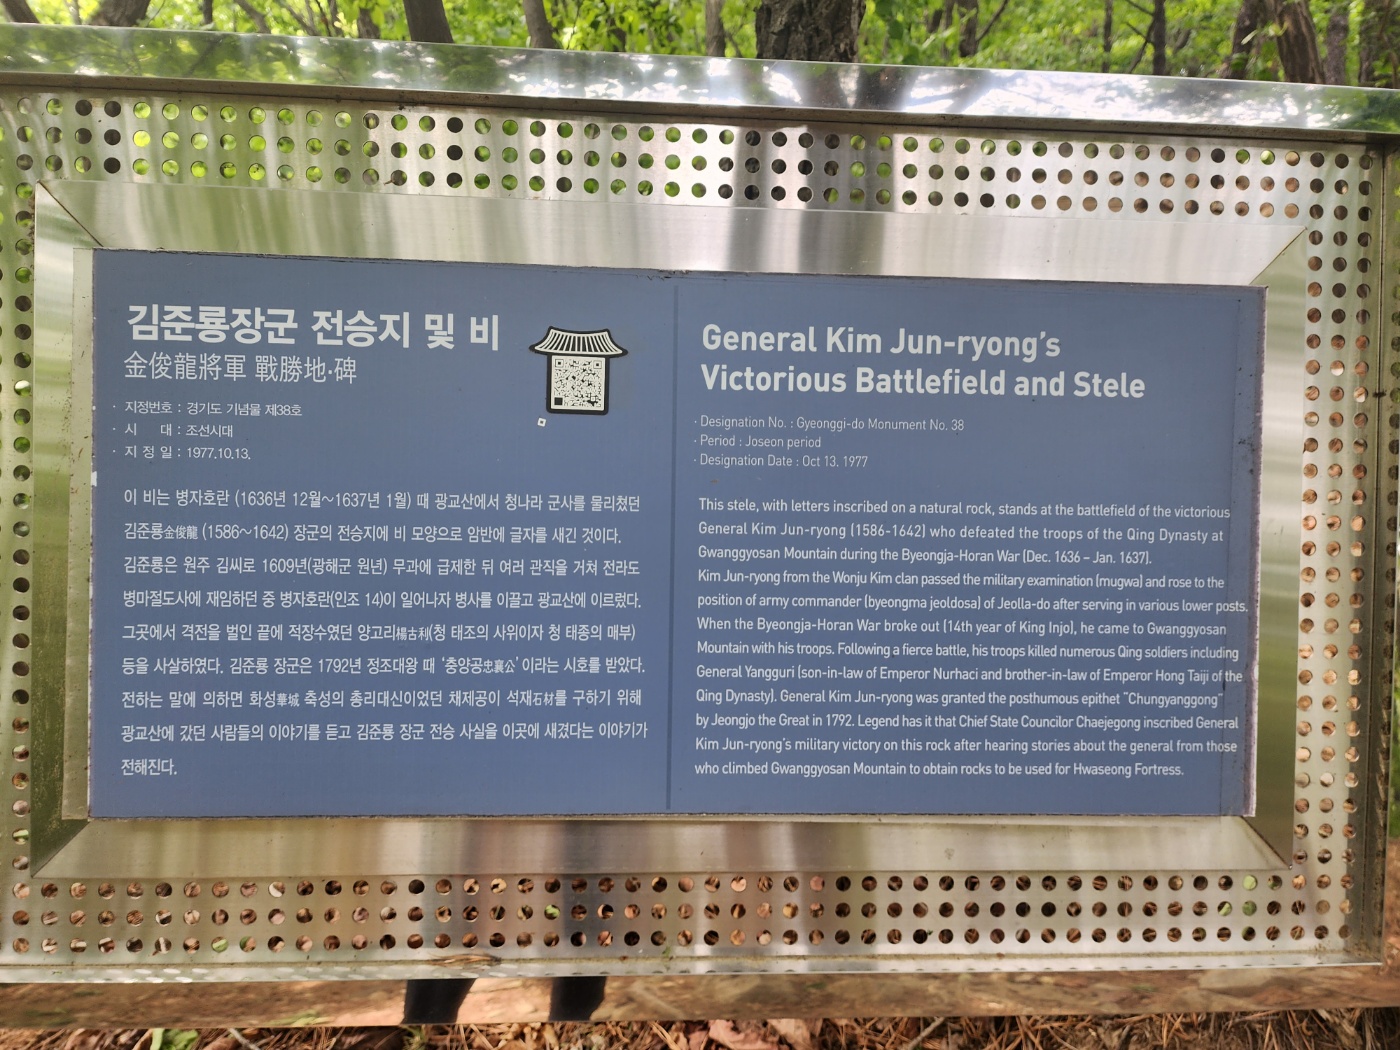 김준룡장군 전승지 및 비
金俊龍將軍 戰勝地·碑
· 지정번호 : 경기도 기념물 제38호
· 시 대 : 조선시대
· 지 정 일 : 1977.10.13.
이 비는 병자호란 (1636년 12월~1637년 1월) 때 광교산에서 청나라 군사를 물리쳤던
김준룡金俊龍 (1586~1642) 장군의 전승지에 비 모양으로 암반에 글자를 새긴 것이다.
김준룡은 원주 김씨로 1609년(광해군 원년) 무과에 급제한 뒤 여러 관직을 거쳐 전라도
병마절도사에 재임하던 중 병자호란(인조 14)이 일어나자 병사를 이끌고 광교산에 이르렀다.
그곳에서 격전을 벌인 끝에 적장수였던 양고리楊古利(청 태조의 사위이자 청 태종의 매부)
등을 사살하였다. 김준룡 장군은 1792년 정조대왕 때 ‘충양공忠襄公’ 이라는 시호를 받았다.
전하는 말에 의하면 화성華城 축성의 총리대신이었던 채제공이 석재石材를 구하기 위해
광교산에 갔던 사람들의 이야기를 듣고 김준룡 장군 전승 사실을 이곳에 새겼다는 이야기가
전해진다.
General Kim Jun-ryong’s
Victorious Battlefield and Stele
· Designation No. : Gyeonggi-do Monument No. 38
· Period : Joseon period
· Designation Date : Oct 13. 1977
This stele, with letters inscribed on a natural rock, stands at the battlefield of the victorious
General Kim Jun-ryong (1586-1642) who defeated the troops of the Qing Dynasty at
Gwanggyosan Mountain during the Byeongja-Horan War (Dec. 1636 – Jan. 1637).
Kim Jun-ryong from the Wonju Kim clan passed the military examination (mugwa) and rose to the
position of army commander (byeongma jeoldosa) of Jeolla-do after serving in various lower posts.
When the Byeongja-Horan War broke out (14th year of King Injo), he came to Gwanggyosan
Mountain with his troops. Following a fierce battle, his troops killed numerous Qing soldiers including
General Yangguri (son-in-law of Emperor Nurhaci and brother-in-law of Emperor Hong Taiji of the
Qing Dynasty). General Kim Jun-ryong was granted the posthumous epithet “Chungyanggong”
by Jeongjo the Great in 1792. Legend has it that Chief State Councilor Chaejegong inscribed General
Kim Jun-ryong’s military victory on this rock after hearing stories about the general from those
who climbed Gwanggyosan Mountain to obtain rocks to be used for Hwaseong Fortress.